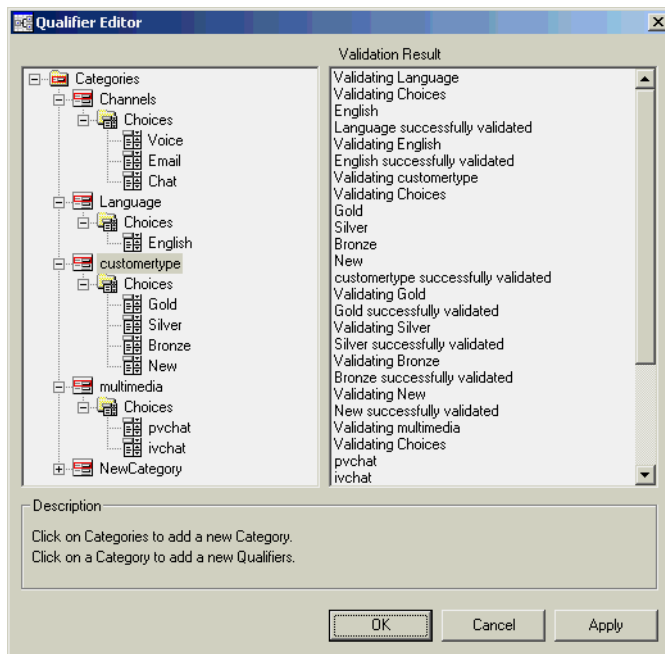 Qualifier Editor
Validation Result
Categories
Channels
Choices
Voice
Email
Chat
Language
Choices
English
customertype
Choices
Gold
Silver
Bronze
New
multimedia
Choices
pvchat
ivchat
NewCategory
Validating Language
Validating Choices
English
Language successfully validated
Validating English
English successfully validated
Validating customertype
Validating Choices
Gold
Silver
Bronze
New
customertype successfully validated
Validating Gold
Gold successfully validated
Validating Silver
Silver successfully validated
Validating Bronze
Bronze successfully validated
Validating New
New successfully validated
Validating multimedia
Validating Choices
pvchat
ivchat
Description
Click on Categories to add a new Category.
Click on a Category to add a new Qualifiers.
OK
Cancel
Apply